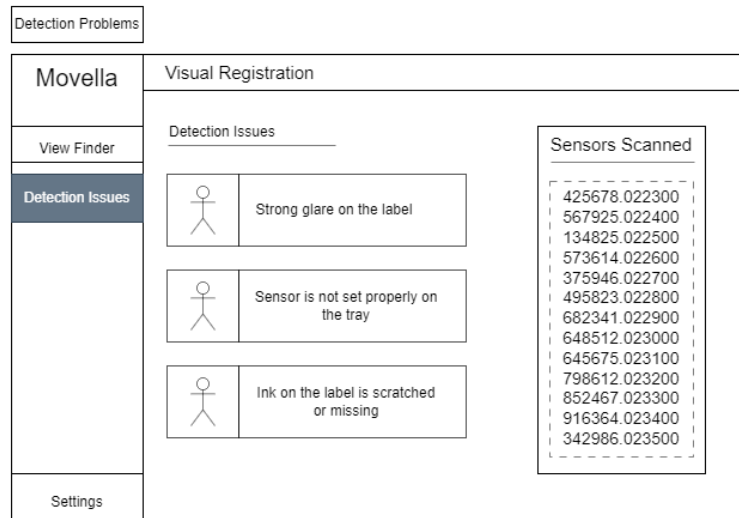 Detection Problems
Movella
Visual Registration
View Finder
Detection Issues
Settings
Detection Issues
Strong glare on the label
Sensor is not set properly on
the tray
Ink on the label is scratched
or missing
Sensors Scanned
425678.022300
567925.022400
134825.022500
573614.022600
375946.022700
495823.022800
682341.022900
648512.023000
645675.023100
798612.023200
852467.023300
916364.023400
342986.023500